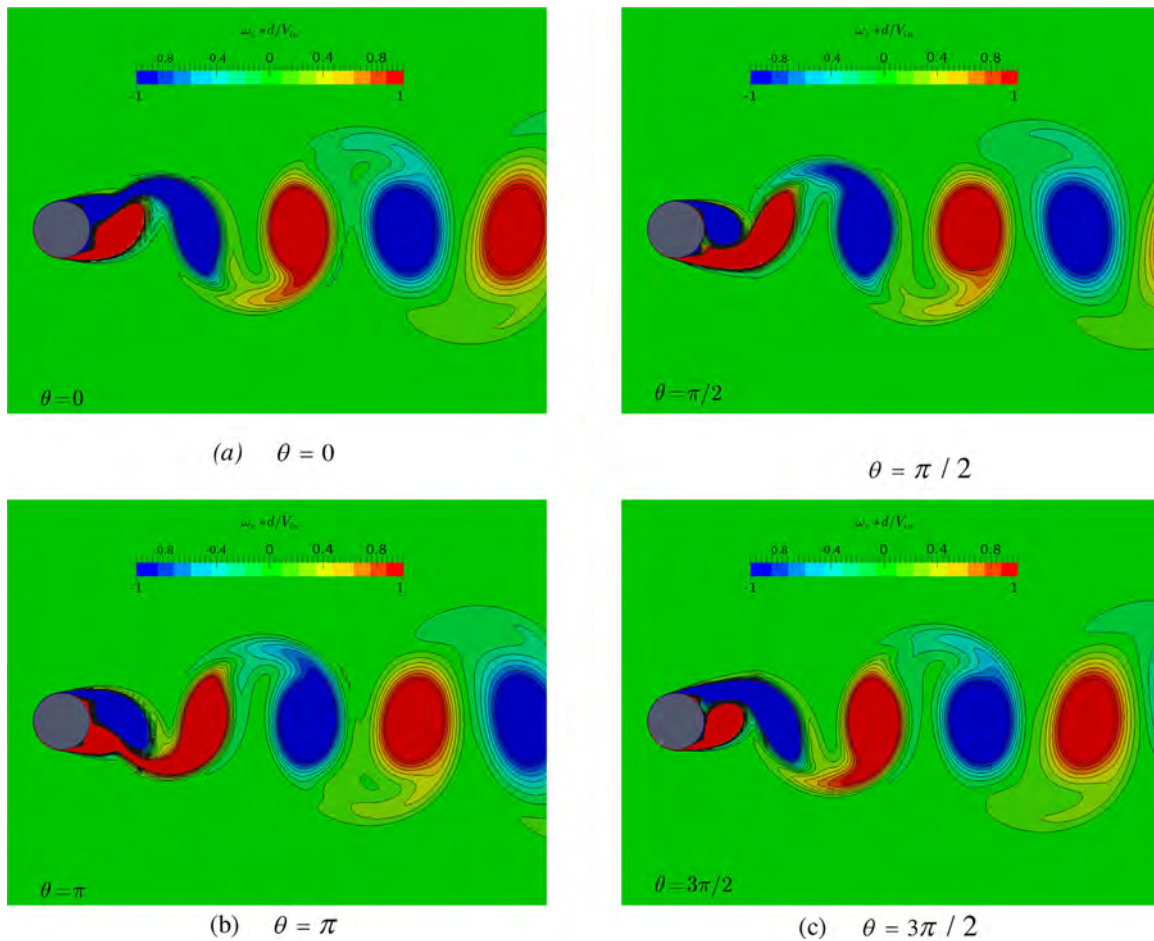 ω_z *d/V_in
-0.8 -0.4 0 0.4 0.8
-1 1
θ=0
(a) θ = 0
ω_z *d/V_in
-0.8 -0.4 0 0.4 0.8
-1 1
θ=π/2
θ = π / 2
ω_z *d/V_in
-0.8 -0.4 0 0.4 0.8
-1 1
θ=π
(b) θ = π
ω_z *d/V_in
-0.8 -0.4 0 0.4 0.8
-1 1
θ=3π/2
(c) θ = 3π / 2